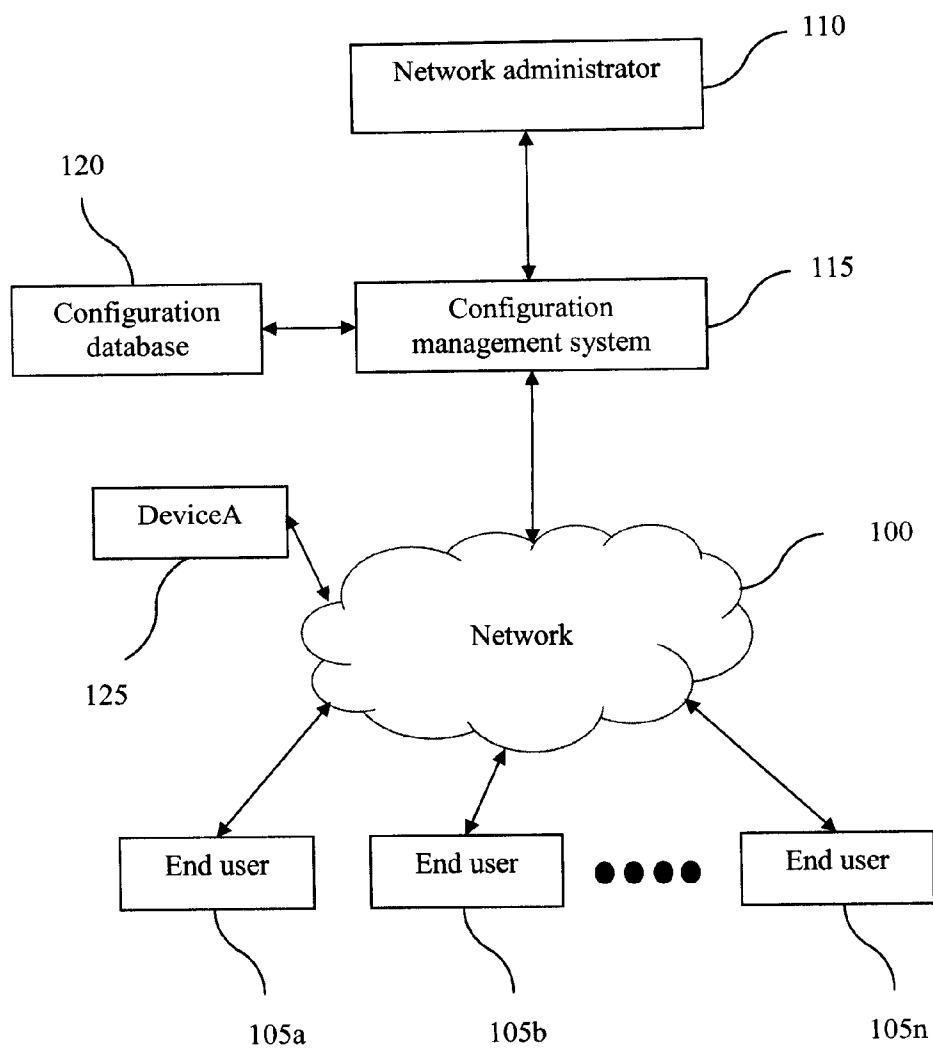 110
Network administrator
120
115
Configuration
database
Configuration
management system
DeviceA
100
Network
125
End user
End user
End user
105a
105b
105n